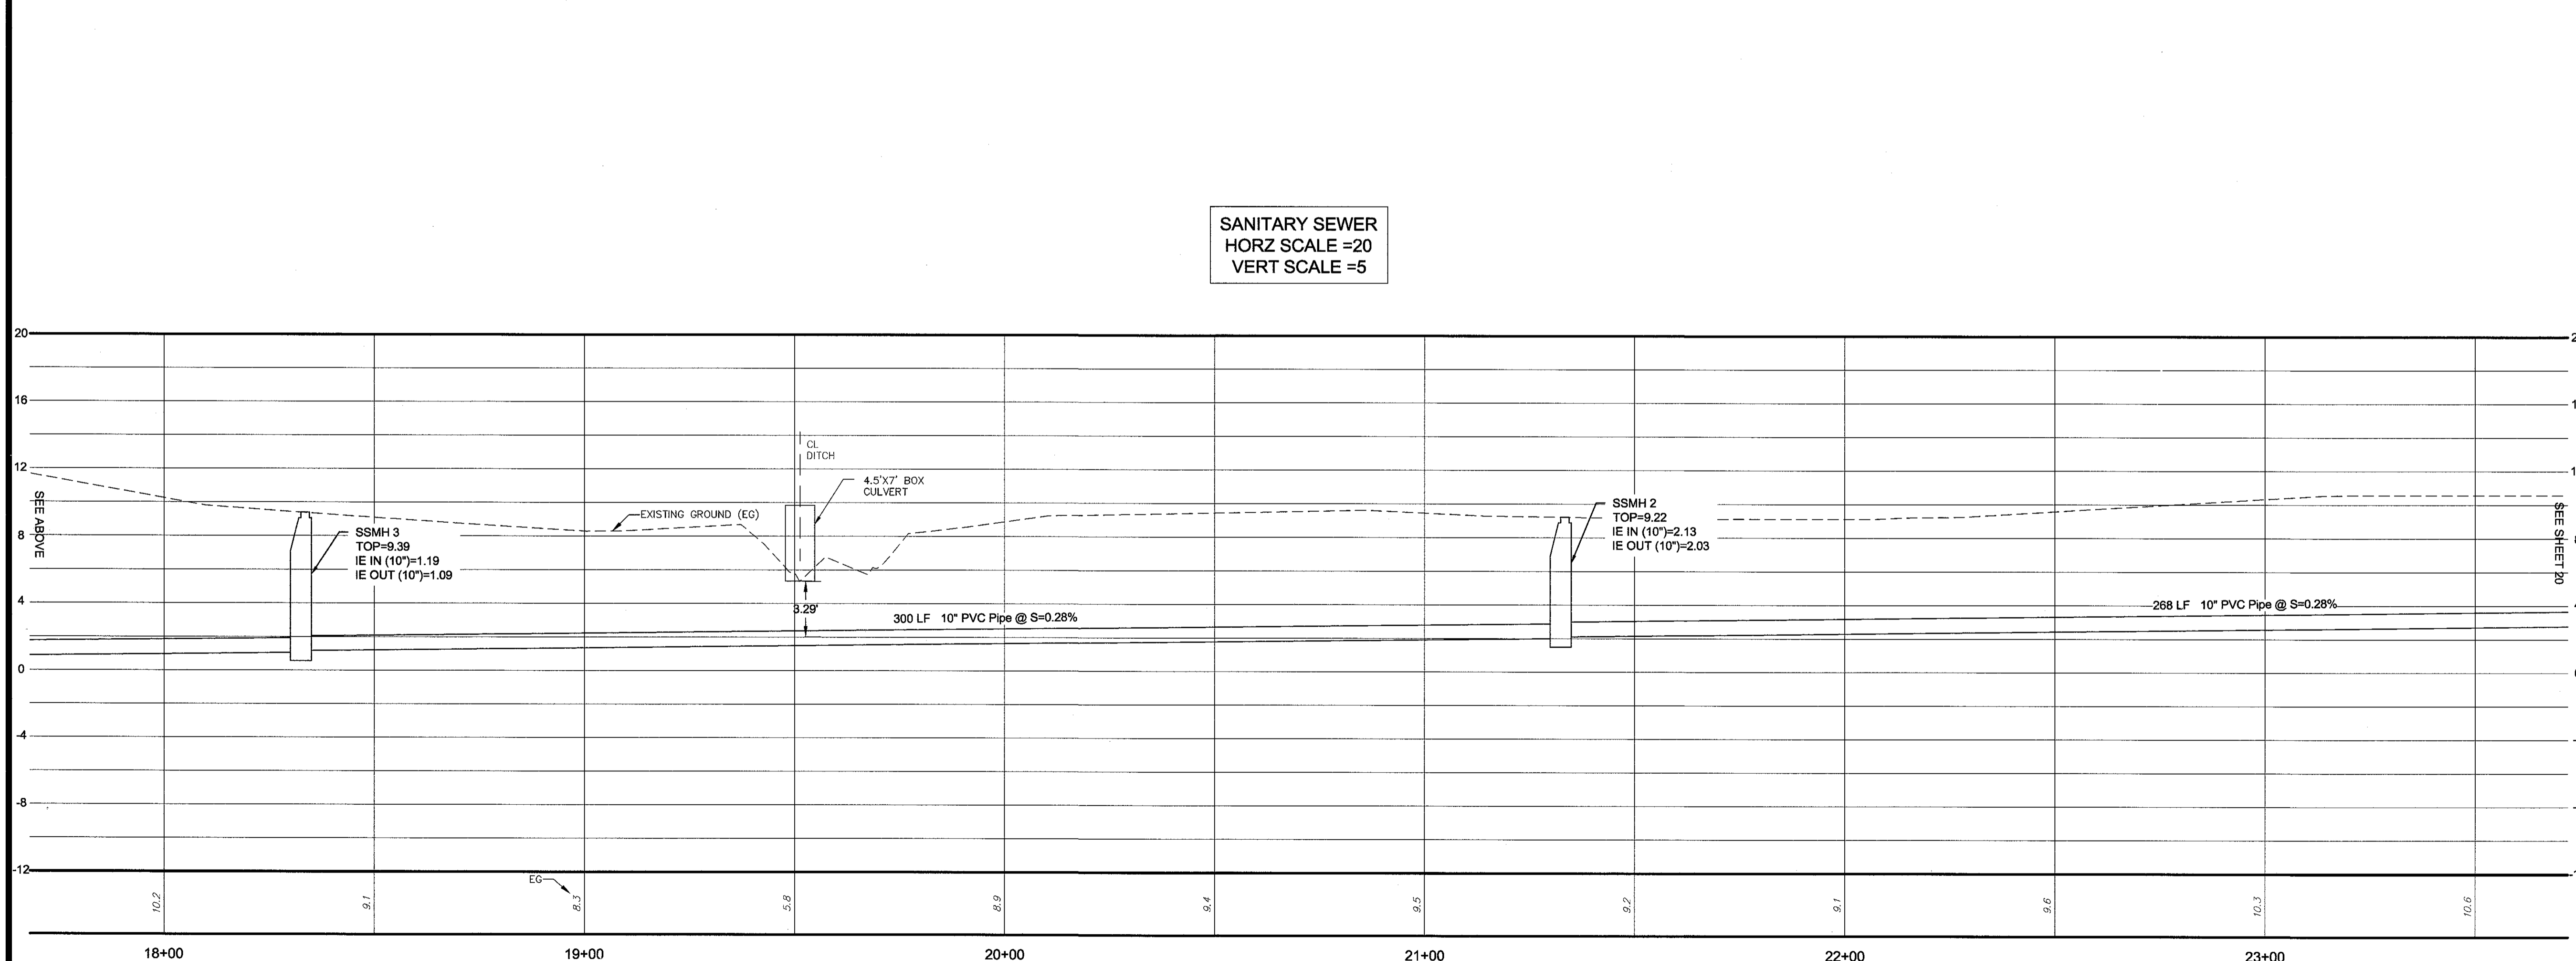 SANITARY SEWER
HORZ SCALE =20
VERT SCALE =5
20
16
12
8
4
0
-4
-8
-12
SEE ABOVE
SSMH 3
TOP=9.39
IE IN (10")=1.19
IE OUT (10")=1.09
EXISTING GROUND (EG)
CL
DITCH
4.5'X7' BOX
CULVERT
3.29'
300 LF 10" PVC Pipe @ S=0.28%
SSMH 2
TOP=9.22
IE IN (10")=2.13
IE OUT (10")=2.03
268 LF 10" PVC Pipe @ S=0.28%
SEE SHEET 20
EG
10.2
9.1
8.3
5.8
8.9
9.4
9.5
9.2
9.1
9.6
10.3
10.6
18+00
19+00
20+00
21+00
22+00
23+00